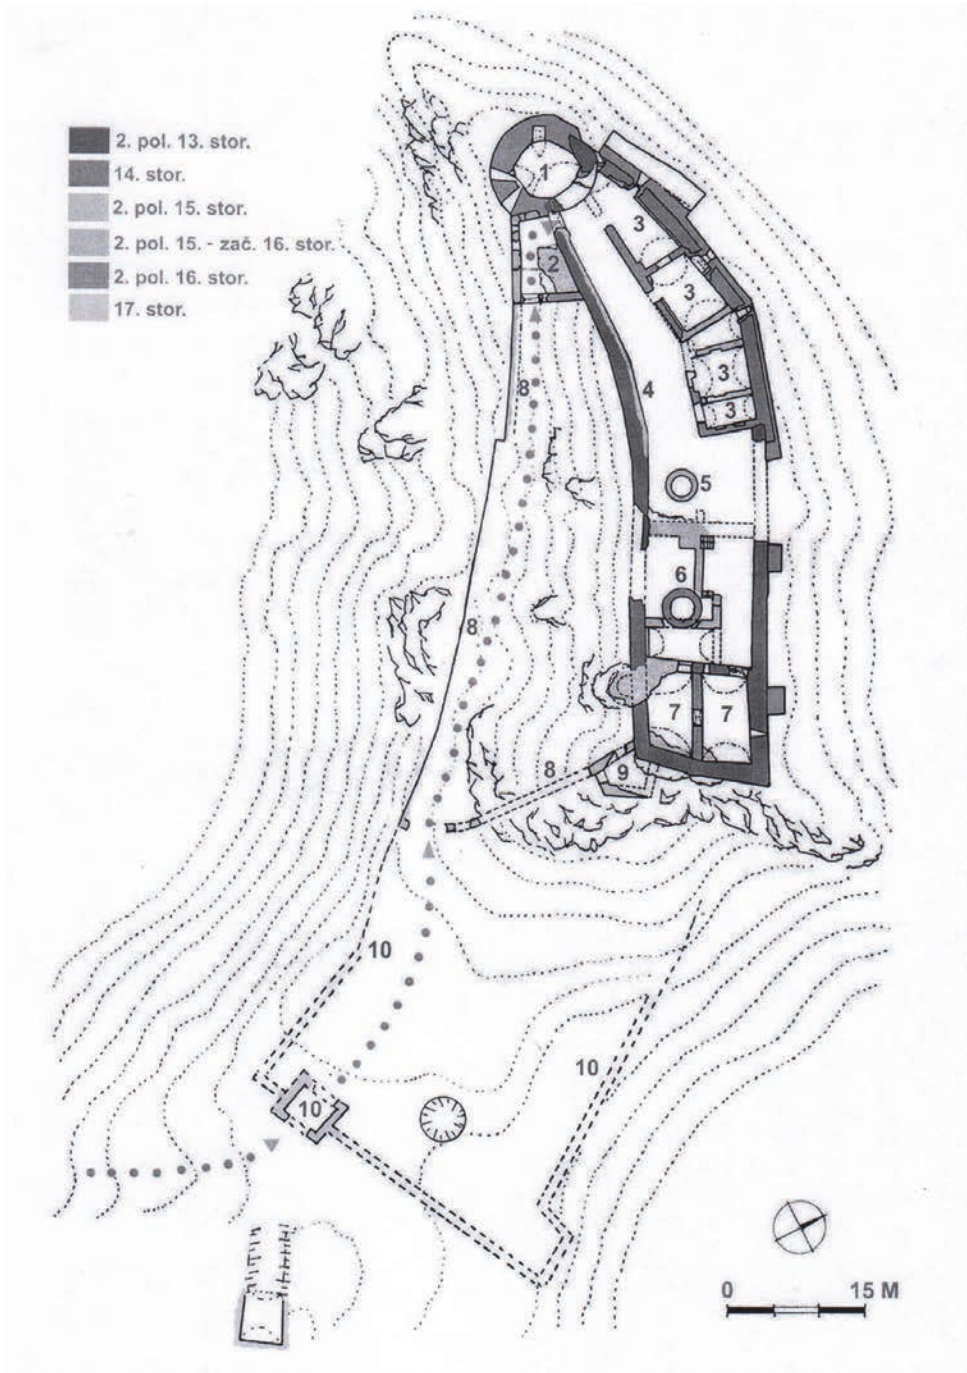 2. pol. 13. stor.
14. stor.
2. pol. 15. stor.
2. pol. 15. - zač. 16. stor.
2. pol. 16. stor.
17. stor.
1
2
3
3
3
3
4
5
6
7 7
8
8
8
9
10
10
10
0 15 M